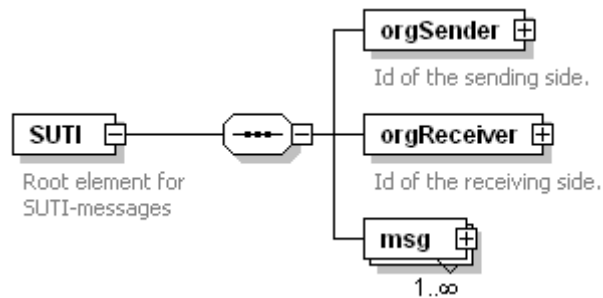 orgSender
Id of the sending side.
SUTI
Root element for
SUTI-messages
orgReceiver
Id of the receiving side.
msg
1..∞